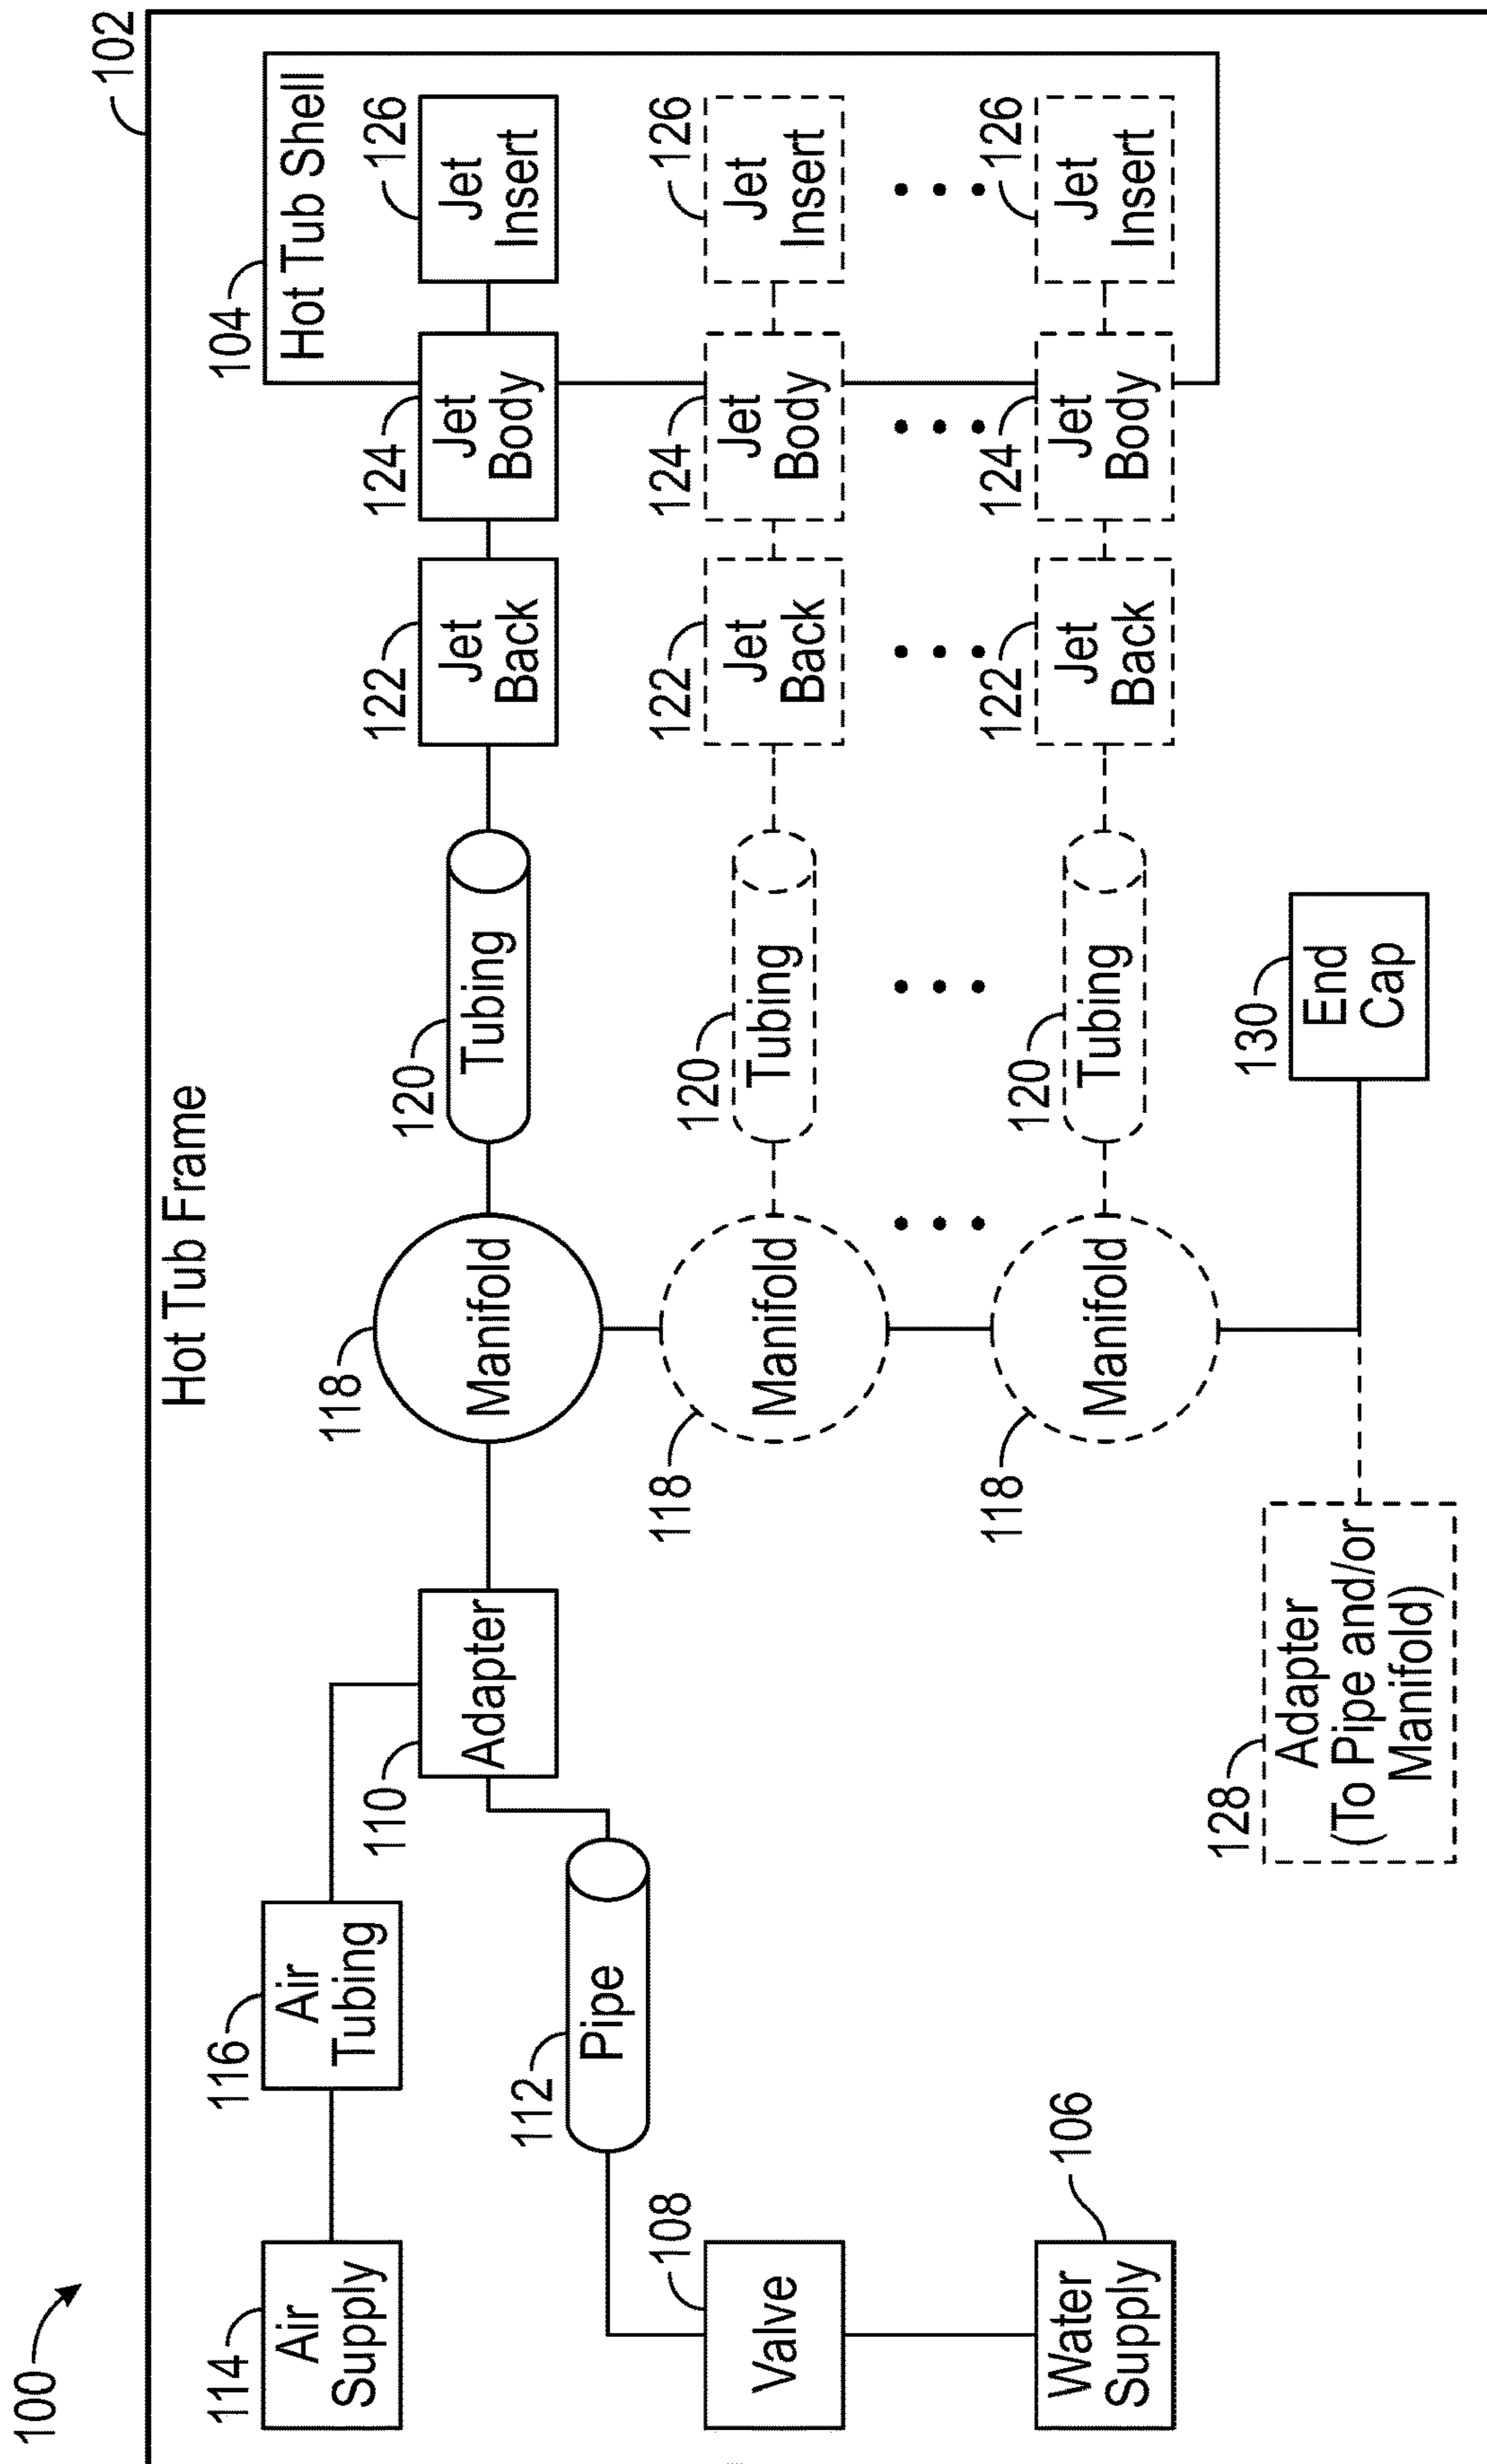 100
102
Hot Tub Frame
104
Hot Tub Shell
114
Air
Supply
116
Air
Tubing
110
Adapter
118
Manifold
120
Tubing
122
Jet
Back
124
Jet
Body
126
Jet
Insert
112
Pipe
108
Valve
118
Manifold
120
Tubing
122
Jet
Back
124
Jet
Body
126
Jet
Insert
106
Water
Supply
118
Manifold
120
Tubing
122
Jet
Back
124
Jet
Body
126
Jet
Insert
128
Adapter
(To Pipe and/or
Manifold)
130
End
Cap